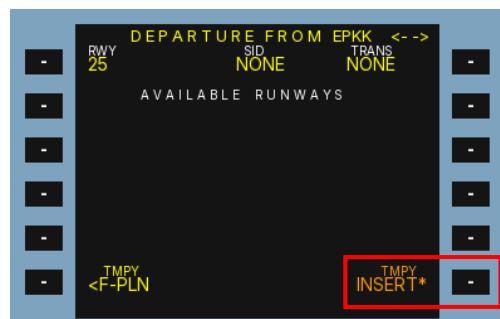 DEPARTURE FROM EPKK <-->
RWY SID TRANS
25 NONE NONE
AVAILABLE RUNWAYS
TMPY TMPY
<F-PLN INSERT*